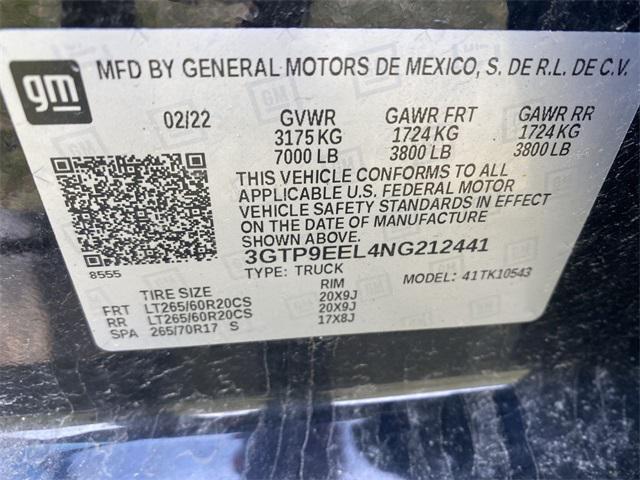 gm
MFD BY GENERAL MOTORS DE MEXICO, S. DE R.L. DE C.V.
02/22 GVWR GAWR FRT GAWR RR
3175 KG 1724 KG 1724 KG
7000 LB 3800 LB 3800 LB
THIS VEHICLE CONFORMS TO ALL
APPLICABLE U.S. FEDERAL MOTOR
VEHICLE SAFETY STANDARDS IN EFFECT
ON THE DATE OF MANUFACTURE
SHOWN ABOVE.
8555
3GTP9EEL4NG212441
TYPE: TRUCK MODEL: 41TK10543
TIRE SIZE RIM
FRT LT265/60R20CS 20X9J
RR LT265/60R20CS 20X9J
SPA 265/70R17 S 17X8J